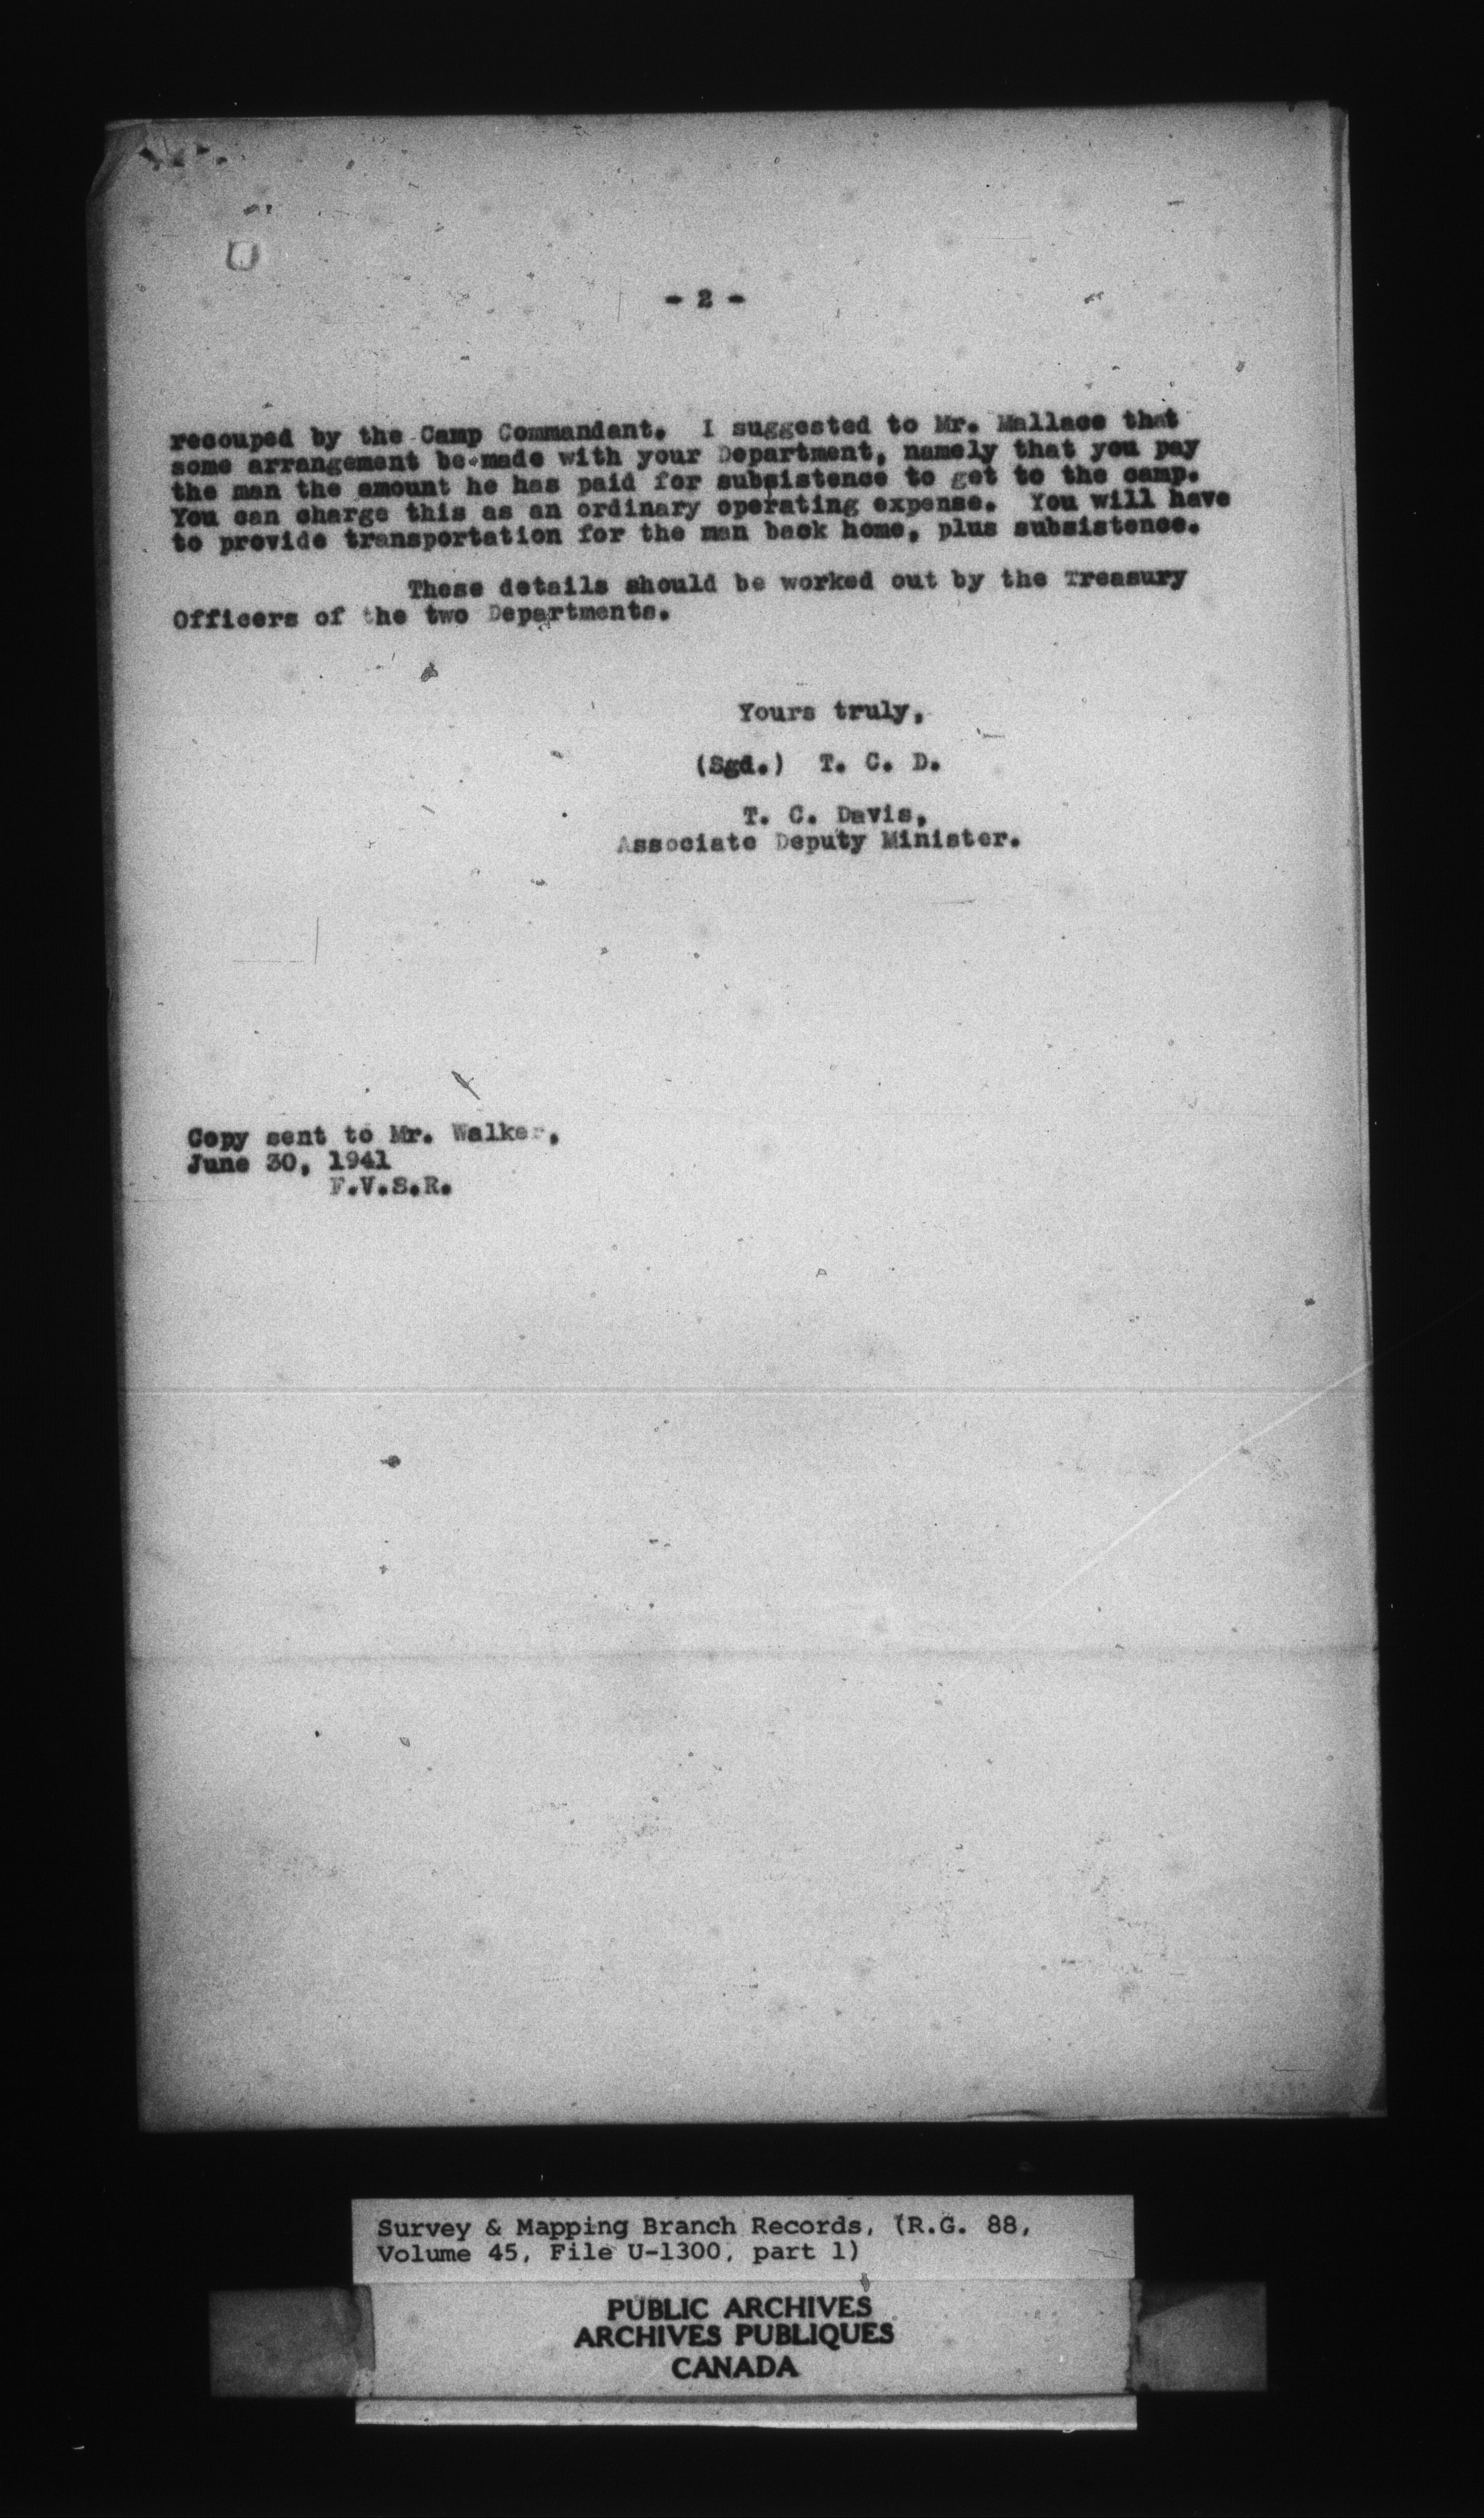 - 2 -
recouped by the Camp Commandant. I suggested to Mr. Wallace that
some arrangement be made with your Department, namely that you pay
the man the amount he has paid for subsistence to get to the camp.
You can charge this as an ordinary operating expense. You will have
to provide transportation for the man back home, plus subsistence.
These details should be worked out by the Treasury
Officers of the two Departments.
Yours truly,
(Sgd.) T. C. D.
T. C. Davis,
Associate Deputy Minister.
Copy sent to Mr. Walker,
June 30, 1941
F.V.S.R.
Survey & Mapping Branch Records, (R.G. 88,
Volume 45, File U-1300, part 1)
PUBLIC ARCHIVES
ARCHIVES PUBLIQUES
CANADA